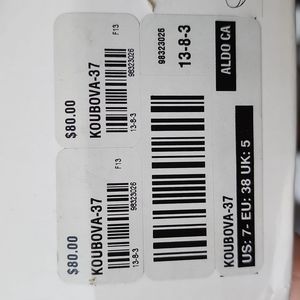 $80.00
KOUBOVA-37
F13
98323026
13-8-3
$80.00
KOUBOVA-37
F13
98323026
13-8-3
98323026
13-8-3
ALDO CA
KOUBOVA-37
US: 7- EU: 38 UK: 5